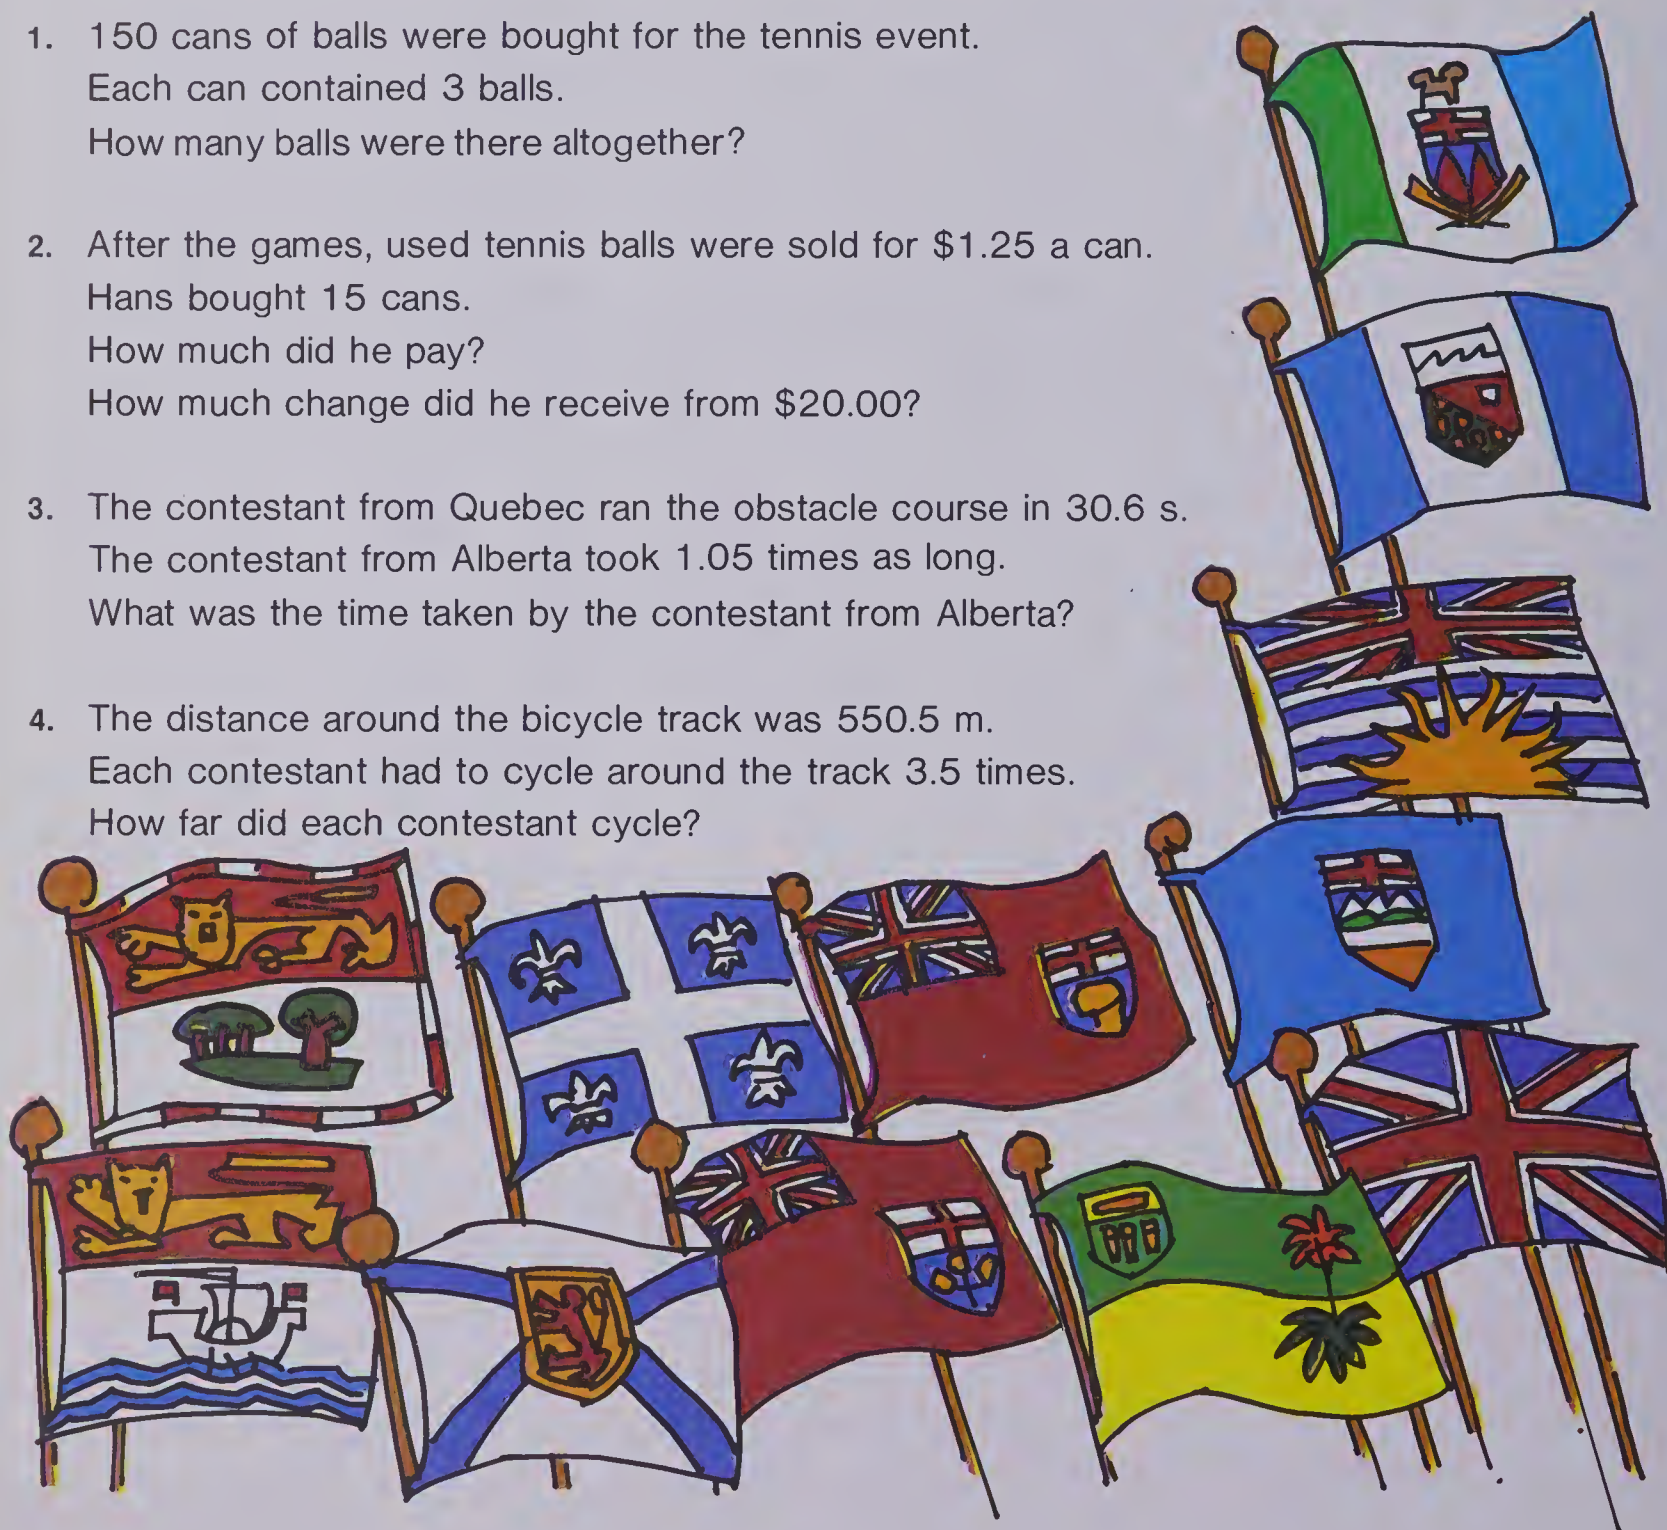 1. 150 cans of balls were bought for the tennis event.
Each can contained 3 balls.
How many balls were there altogether?
2. After the games, used tennis balls were sold for $1.25 a can.
Hans bought 15 cans.
How much did he pay?
How much change did he receive from $20.00?
3. The contestant from Quebec ran the obstacle course in 30.6 s.
The contestant from Alberta took 1.05 times as long.
What was the time taken by the contestant from Alberta?
4. The distance around the bicycle track was 550.5 m.
Each contestant had to cycle around the track 3.5 times.
How far did each contestant cycle?